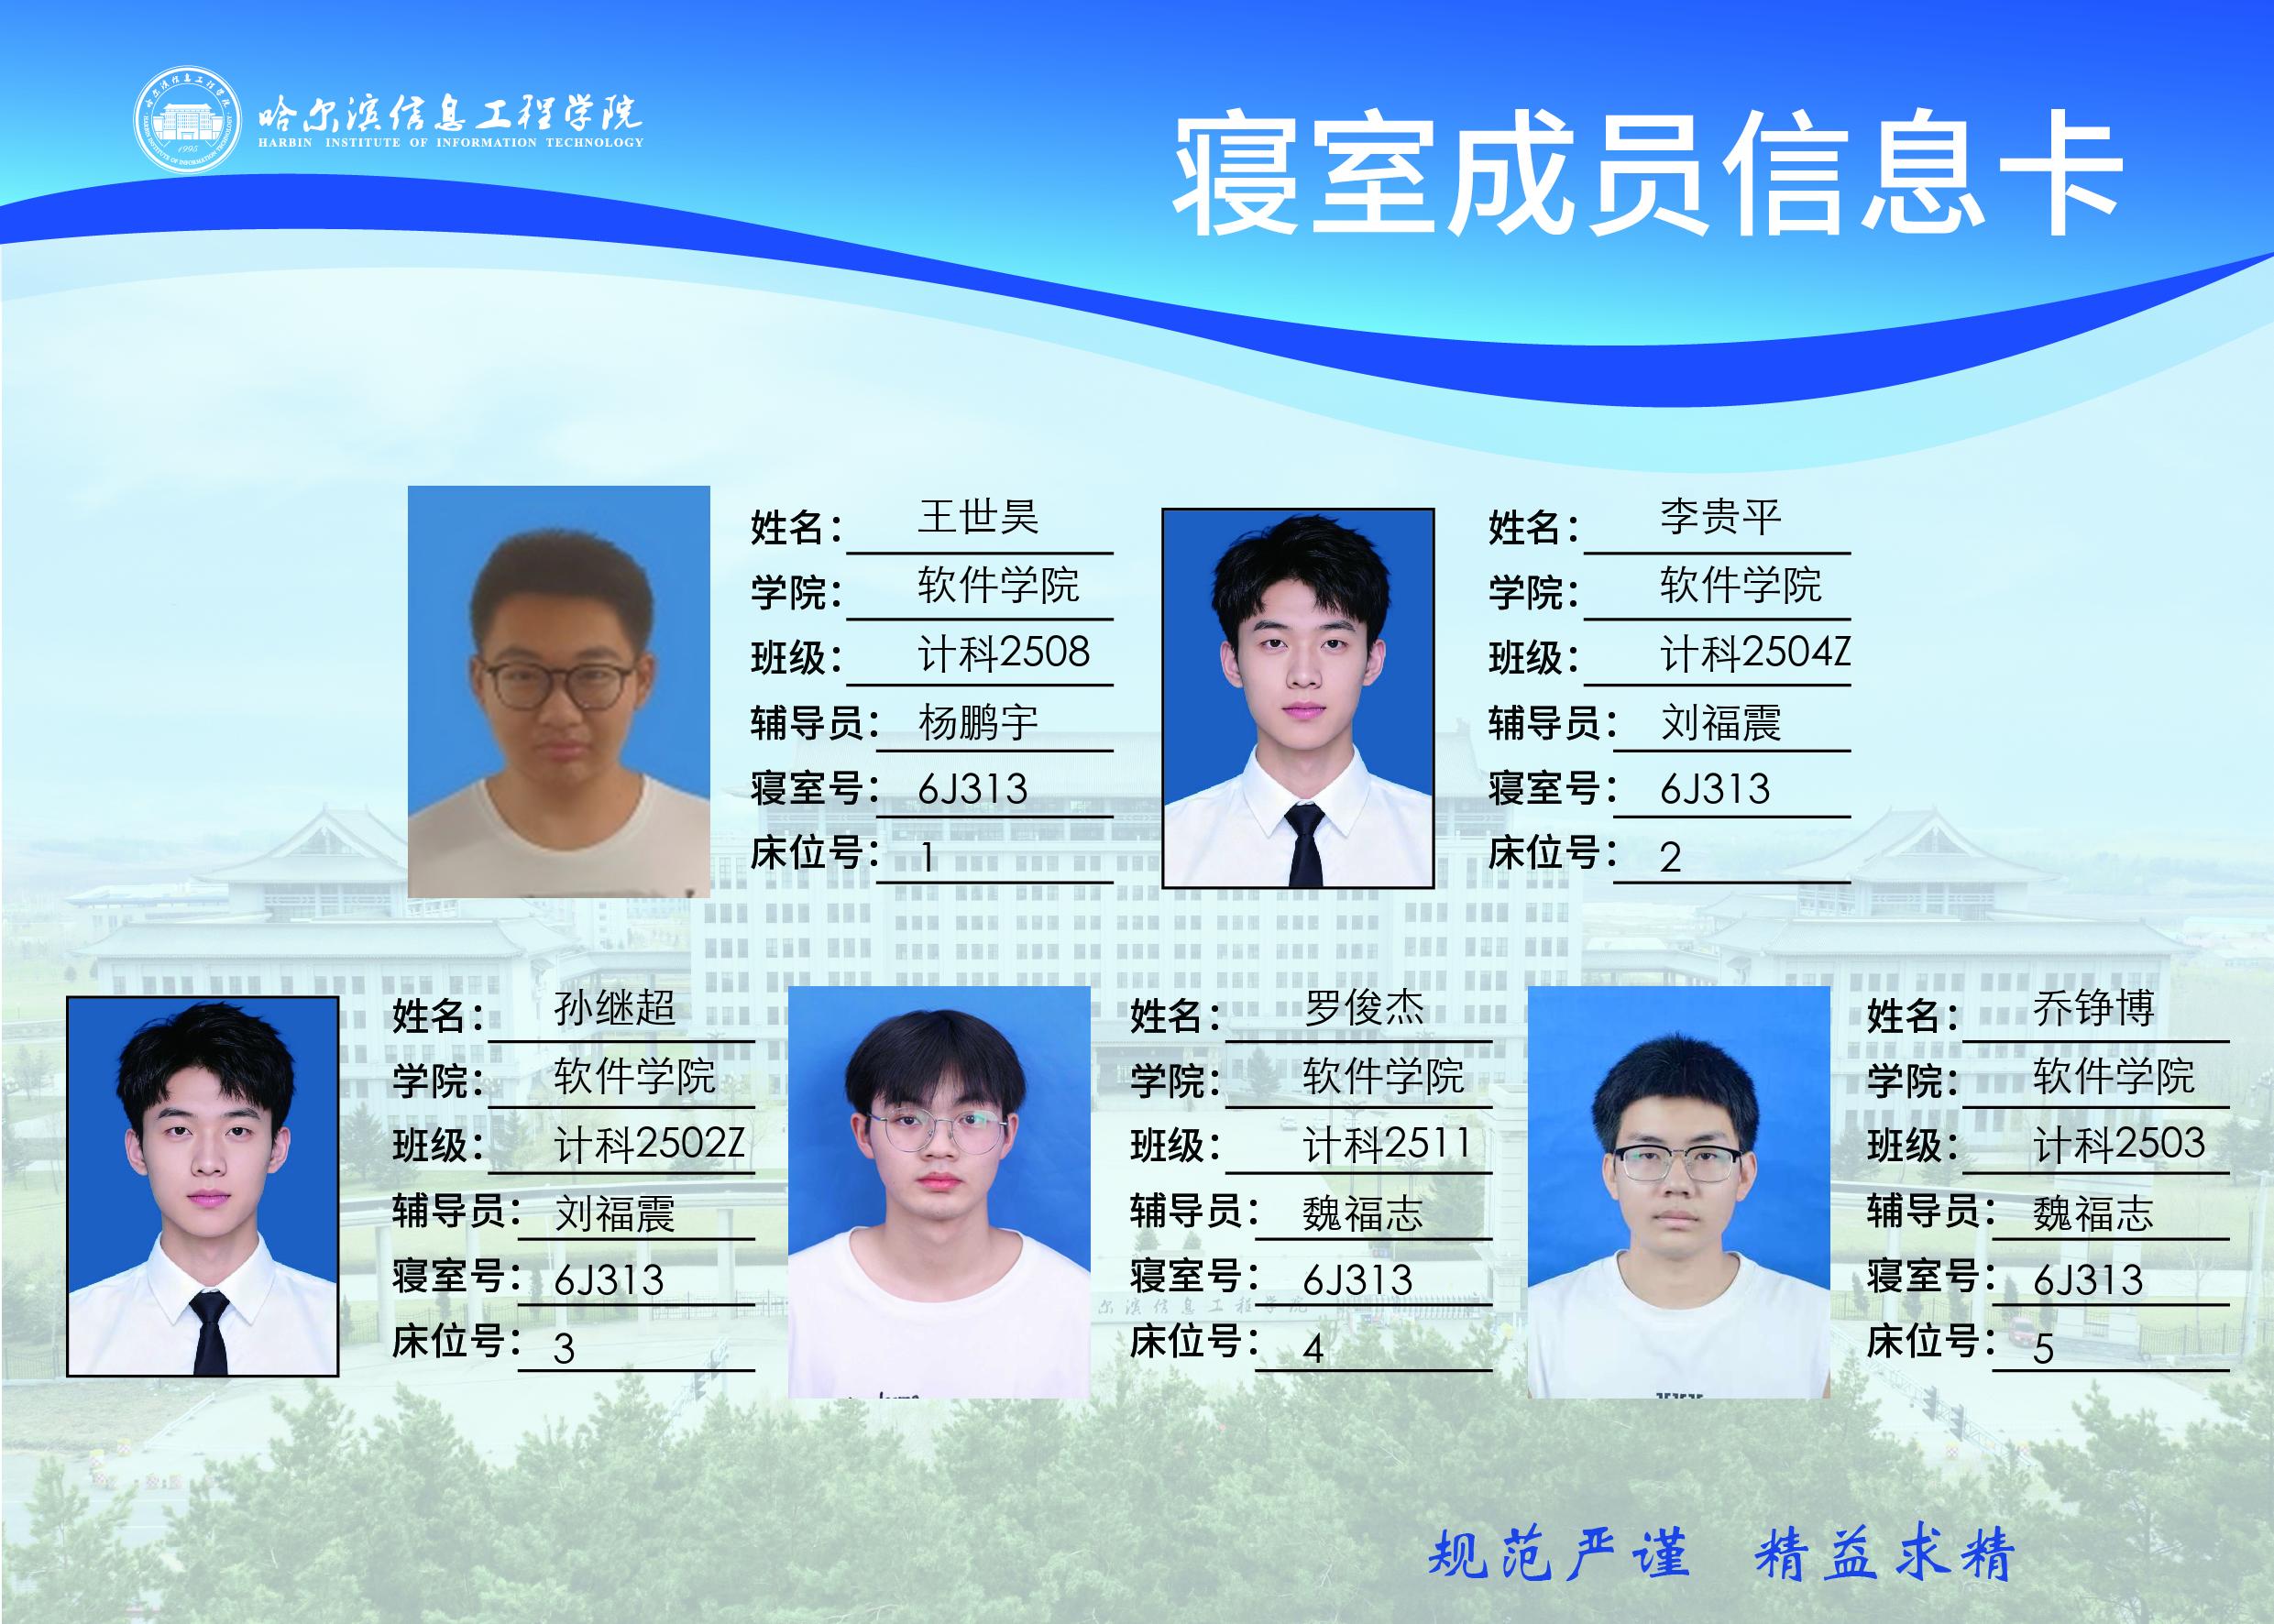 哈尔滨信息工程学院
HARBIN INSTITUTE OF INFORMATION TECHNOLOGY
1995
寝室成员信息卡
姓名：王世昊
学院：软件学院
班级：计科2508
辅导员：杨鹏宇
寝室号：6J313
床位号：1
姓名：李贵平
学院：软件学院
班级：计科2504Z
辅导员：刘福震
寝室号：6J313
床位号：2
姓名：孙继超
学院：软件学院
班级：计科2502Z
辅导员：刘福震
寝室号：6J313
床位号：3
姓名：罗俊杰
学院：软件学院
班级：计科2511
辅导员：魏福志
寝室号：6J313
床位号：4
姓名：乔铮博
学院：软件学院
班级：计科2503
辅导员：魏福志
寝室号：6J313
床位号：5
尔滨信息工程学院
规范严谨 精益求精